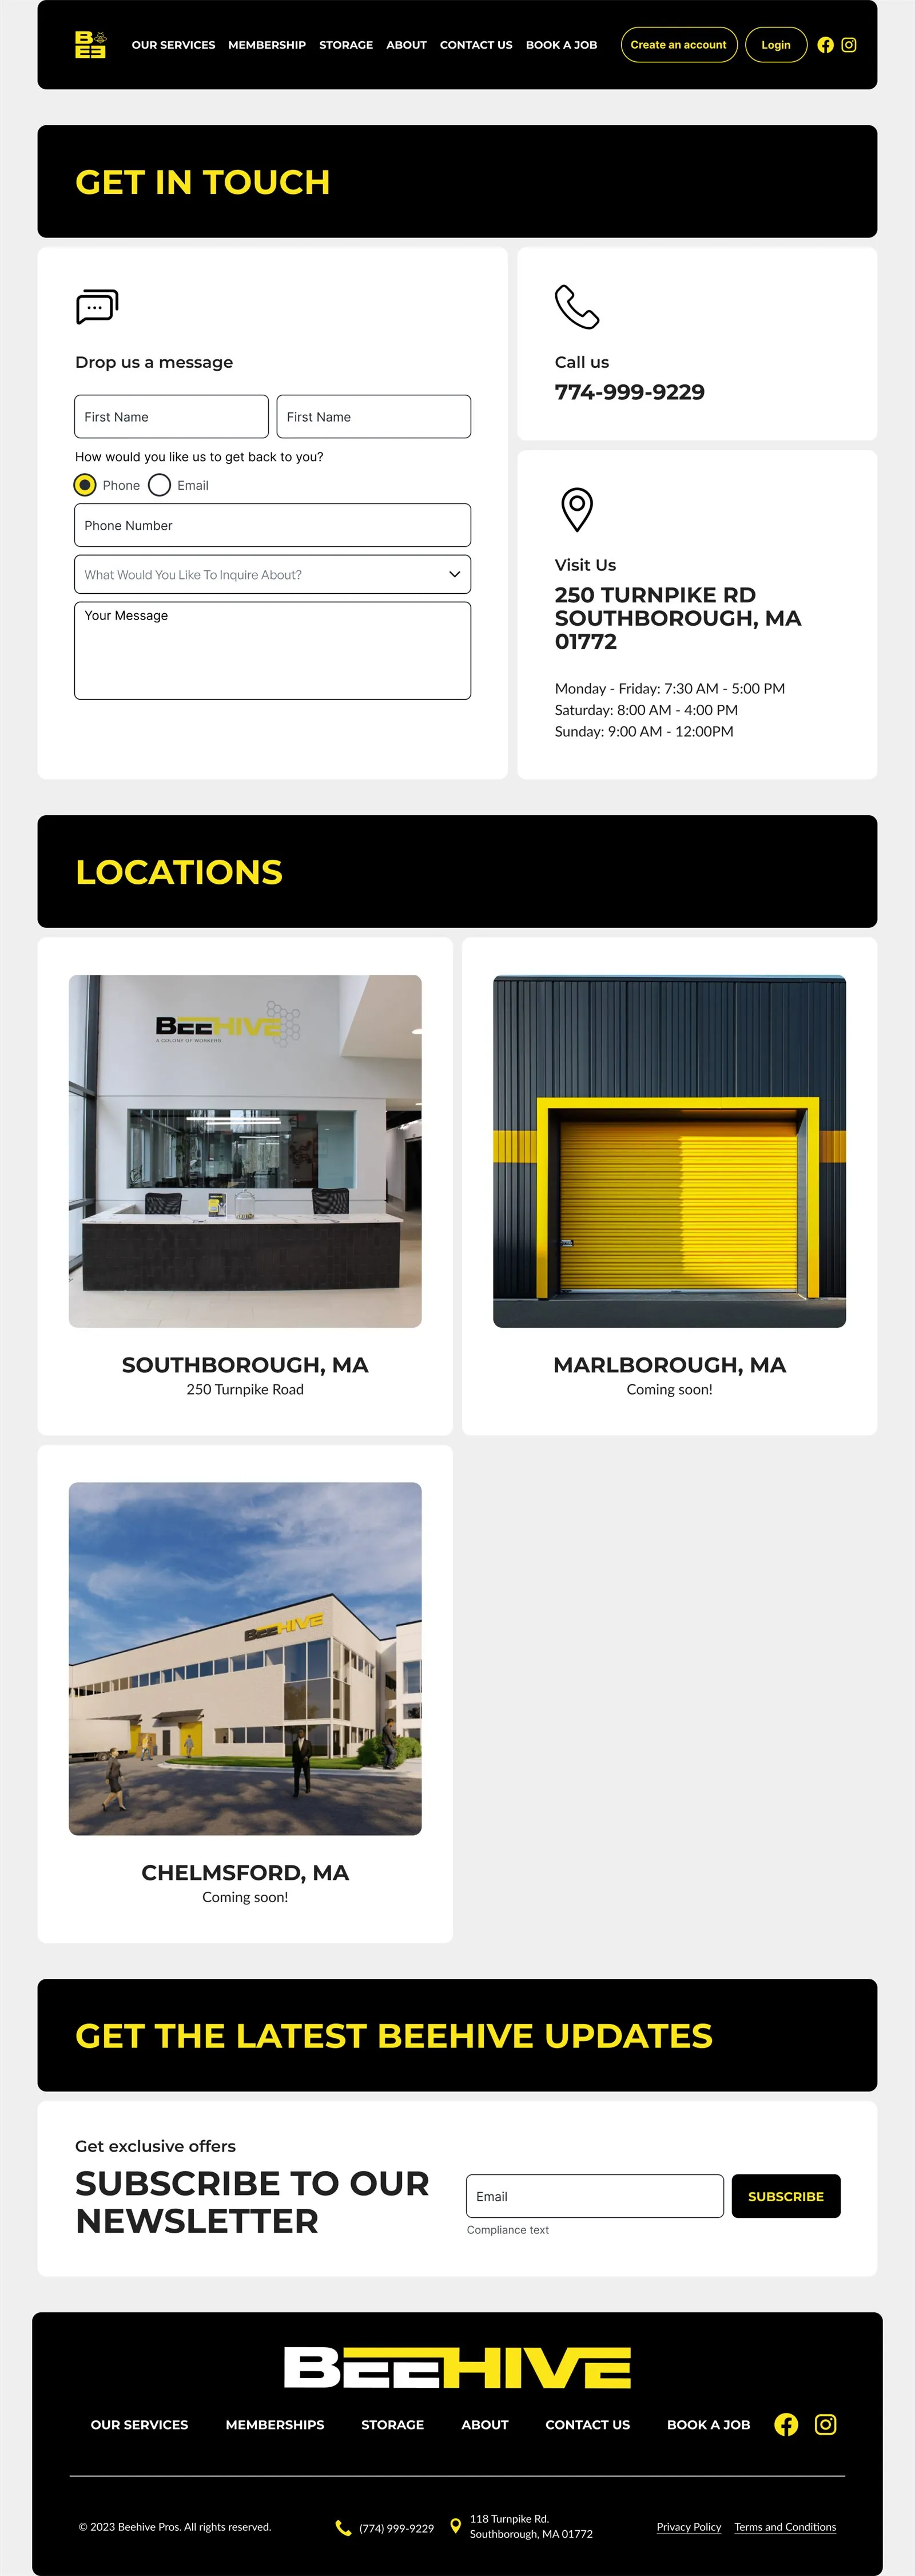 BEE
OUR SERVICES MEMBERSHIP STORAGE ABOUT CONTACT US BOOK A JOB Create an account Login
GET IN TOUCH
Drop us a message
First Name First Name
How would you like us to get back to you?
Phone Email
Phone Number
What Would You Like To Inquire About?
Your Message
Call us
774-999-9229
Visit Us
250 TURNPIKE RD
SOUTHBOROUGH, MA
01772
Monday - Friday: 7:30 AM - 5:00 PM
Saturday: 8:00 AM - 4:00 PM
Sunday: 9:00 AM - 12:00PM
LOCATIONS
BEEHIVE
A COLONY OF WORKERS
SOUTHBOROUGH, MA
250 Turnpike Road
MARLBOROUGH, MA
Coming soon!
BEEHIVE
CHELMSFORD, MA
Coming soon!
GET THE LATEST BEEHIVE UPDATES
Get exclusive offers
SUBSCRIBE TO OUR
NEWSLETTER
Email
SUBSCRIBE
Compliance text
BEEHIVE
OUR SERVICES MEMBERSHIPS STORAGE ABOUT CONTACT US BOOK A JOB
© 2023 Beehive Pros. All rights reserved.
(774) 999-9229
118 Turnpike Rd.
Southborough, MA 01772
Privacy Policy Terms and Conditions